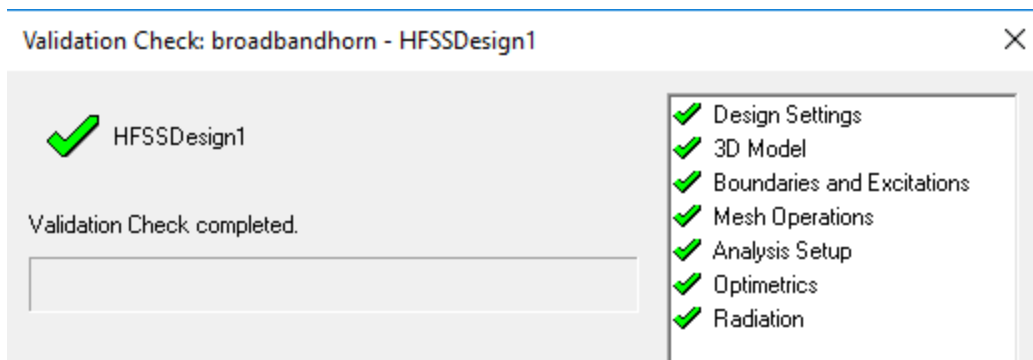 Validation Check: broadbandhorn - HFSSDesign1
HFSSDesign1
Validation Check completed.
Design Settings
3D Model
Boundaries and Excitations
Mesh Operations
Analysis Setup
Optimetrics
Radiation